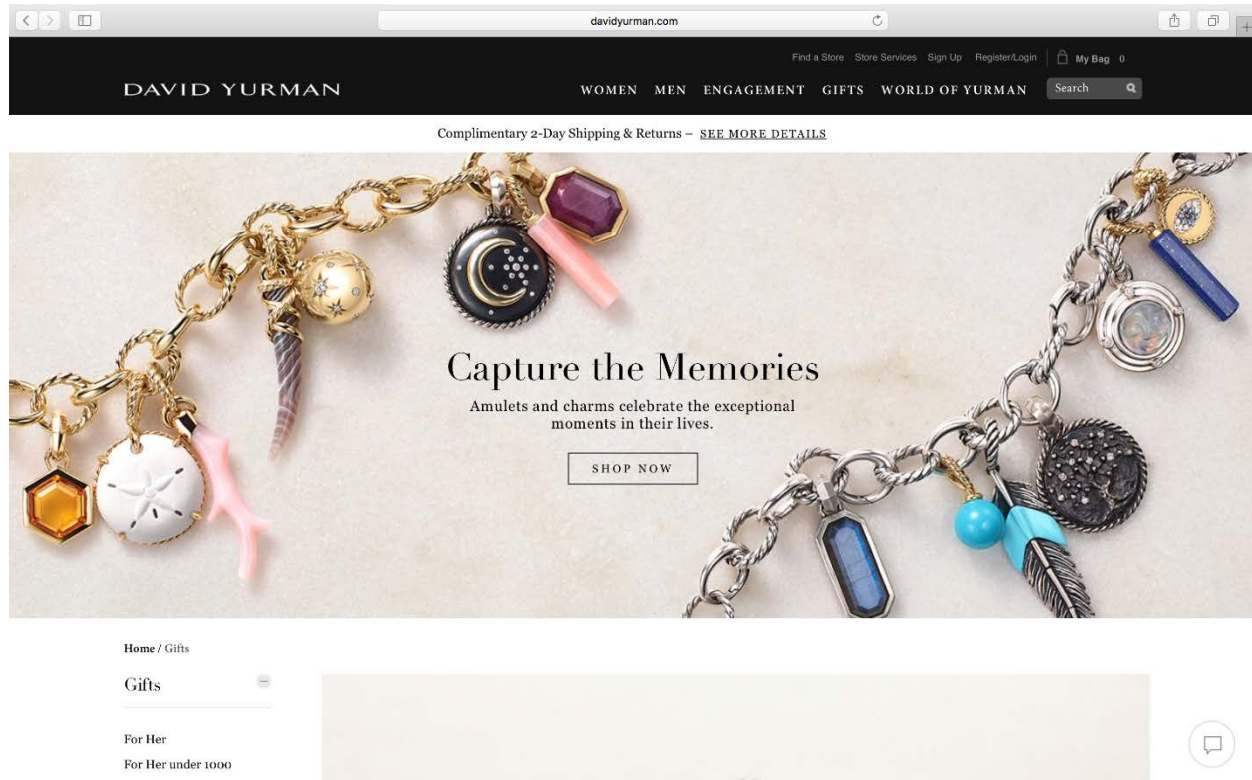 davidyurman.com
Find a Store Store Services Sign Up Register/Login My Bag 0
DAVID YURMAN
WOMEN MEN ENGAGEMENT GIFTS WORLD OF YURMAN Search
Complimentary 2-Day Shipping & Returns – SEE MORE DETAILS
Capture the Memories
Amulets and charms celebrate the exceptional
moments in their lives.
SHOP NOW
Home / Gifts
Gifts
For Her
For Her under 1000